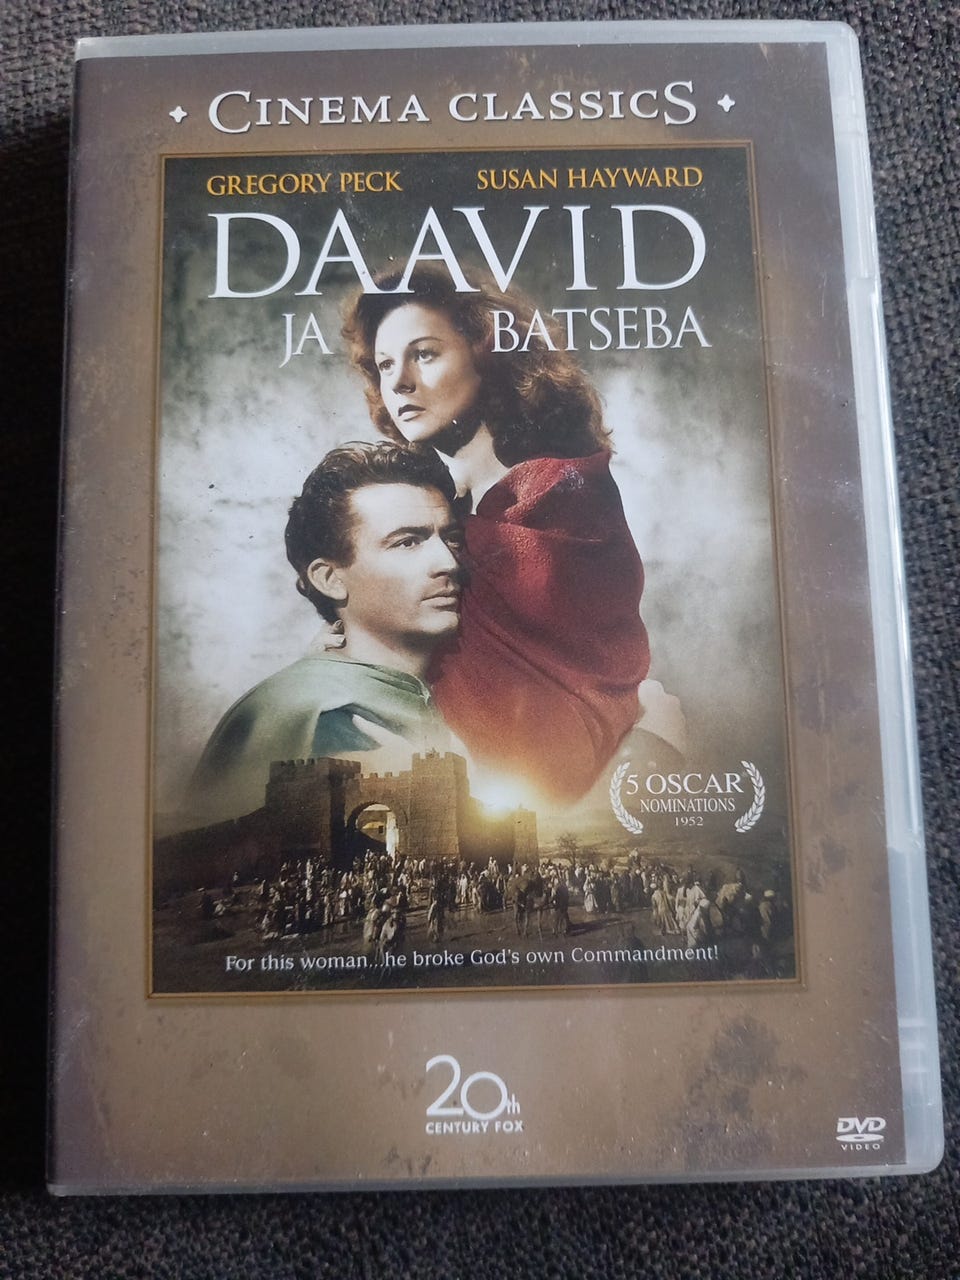 CINEMA CLASSICS
GREGORY PECK SUSAN HAYWARD
DAAVID
JA BATSEBA
5 OSCAR
NOMINATIONS
1952
For this woman...he broke God's own Commandment!
20th
CENTURY FOX
DVD
VIDEO